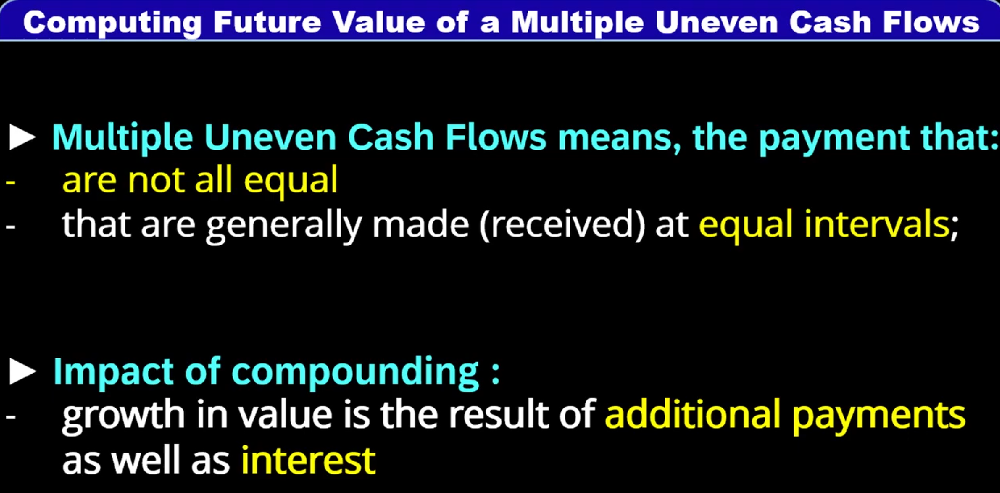 Computing Future Value of a Multiple Uneven Cash Flows
► Multiple Uneven Cash Flows means, the payment that:
- are not all equal
- that are generally made (received) at equal intervals;
► Impact of compounding :
- growth in value is the result of additional payments
as well as interest